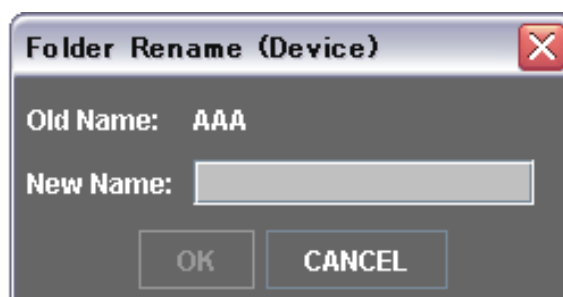 Folder Rename (Device)
Old Name: AAA
New Name:
OK CANCEL